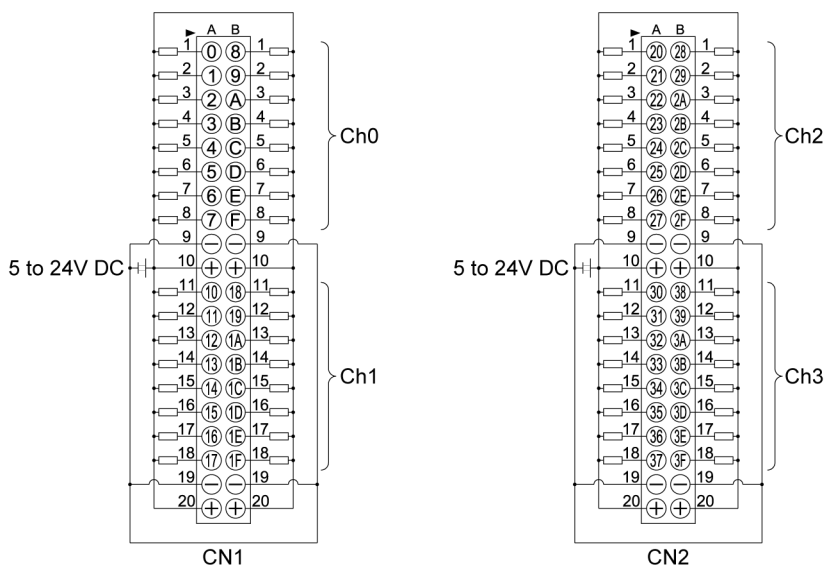 A B A B
1 0 8 1 1 20 28 1
2 1 9 2 2 21 29 2
3 2 A 3 3 22 2A 3
4 3 B 4 4 23 2B 4
Ch0 Ch2
5 4 C 5 5 24 2C 5
6 5 D 6 6 25 2D 6
7 6 E 7 7 26 2E 7
8 7 F 8 8 27 2F 8
9 − − 9 9 − − 9
5 to 24V DC 10 + + 10 5 to 24V DC 10 + + 10
11 10 18 11 11 30 38 11
12 11 19 12 12 31 39 12
13 12 1A 13 13 32 3A 13
14 13 1B 14 14 33 3B 14
Ch1 Ch3
15 14 1C 15 15 34 3C 15
16 15 1D 16 16 35 3D 16
17 16 1E 17 17 36 3E 17
18 17 1F 18 18 37 3F 18
19 − − 19 19 − − 19
20 + + 20 20 + + 20
CN1 CN2